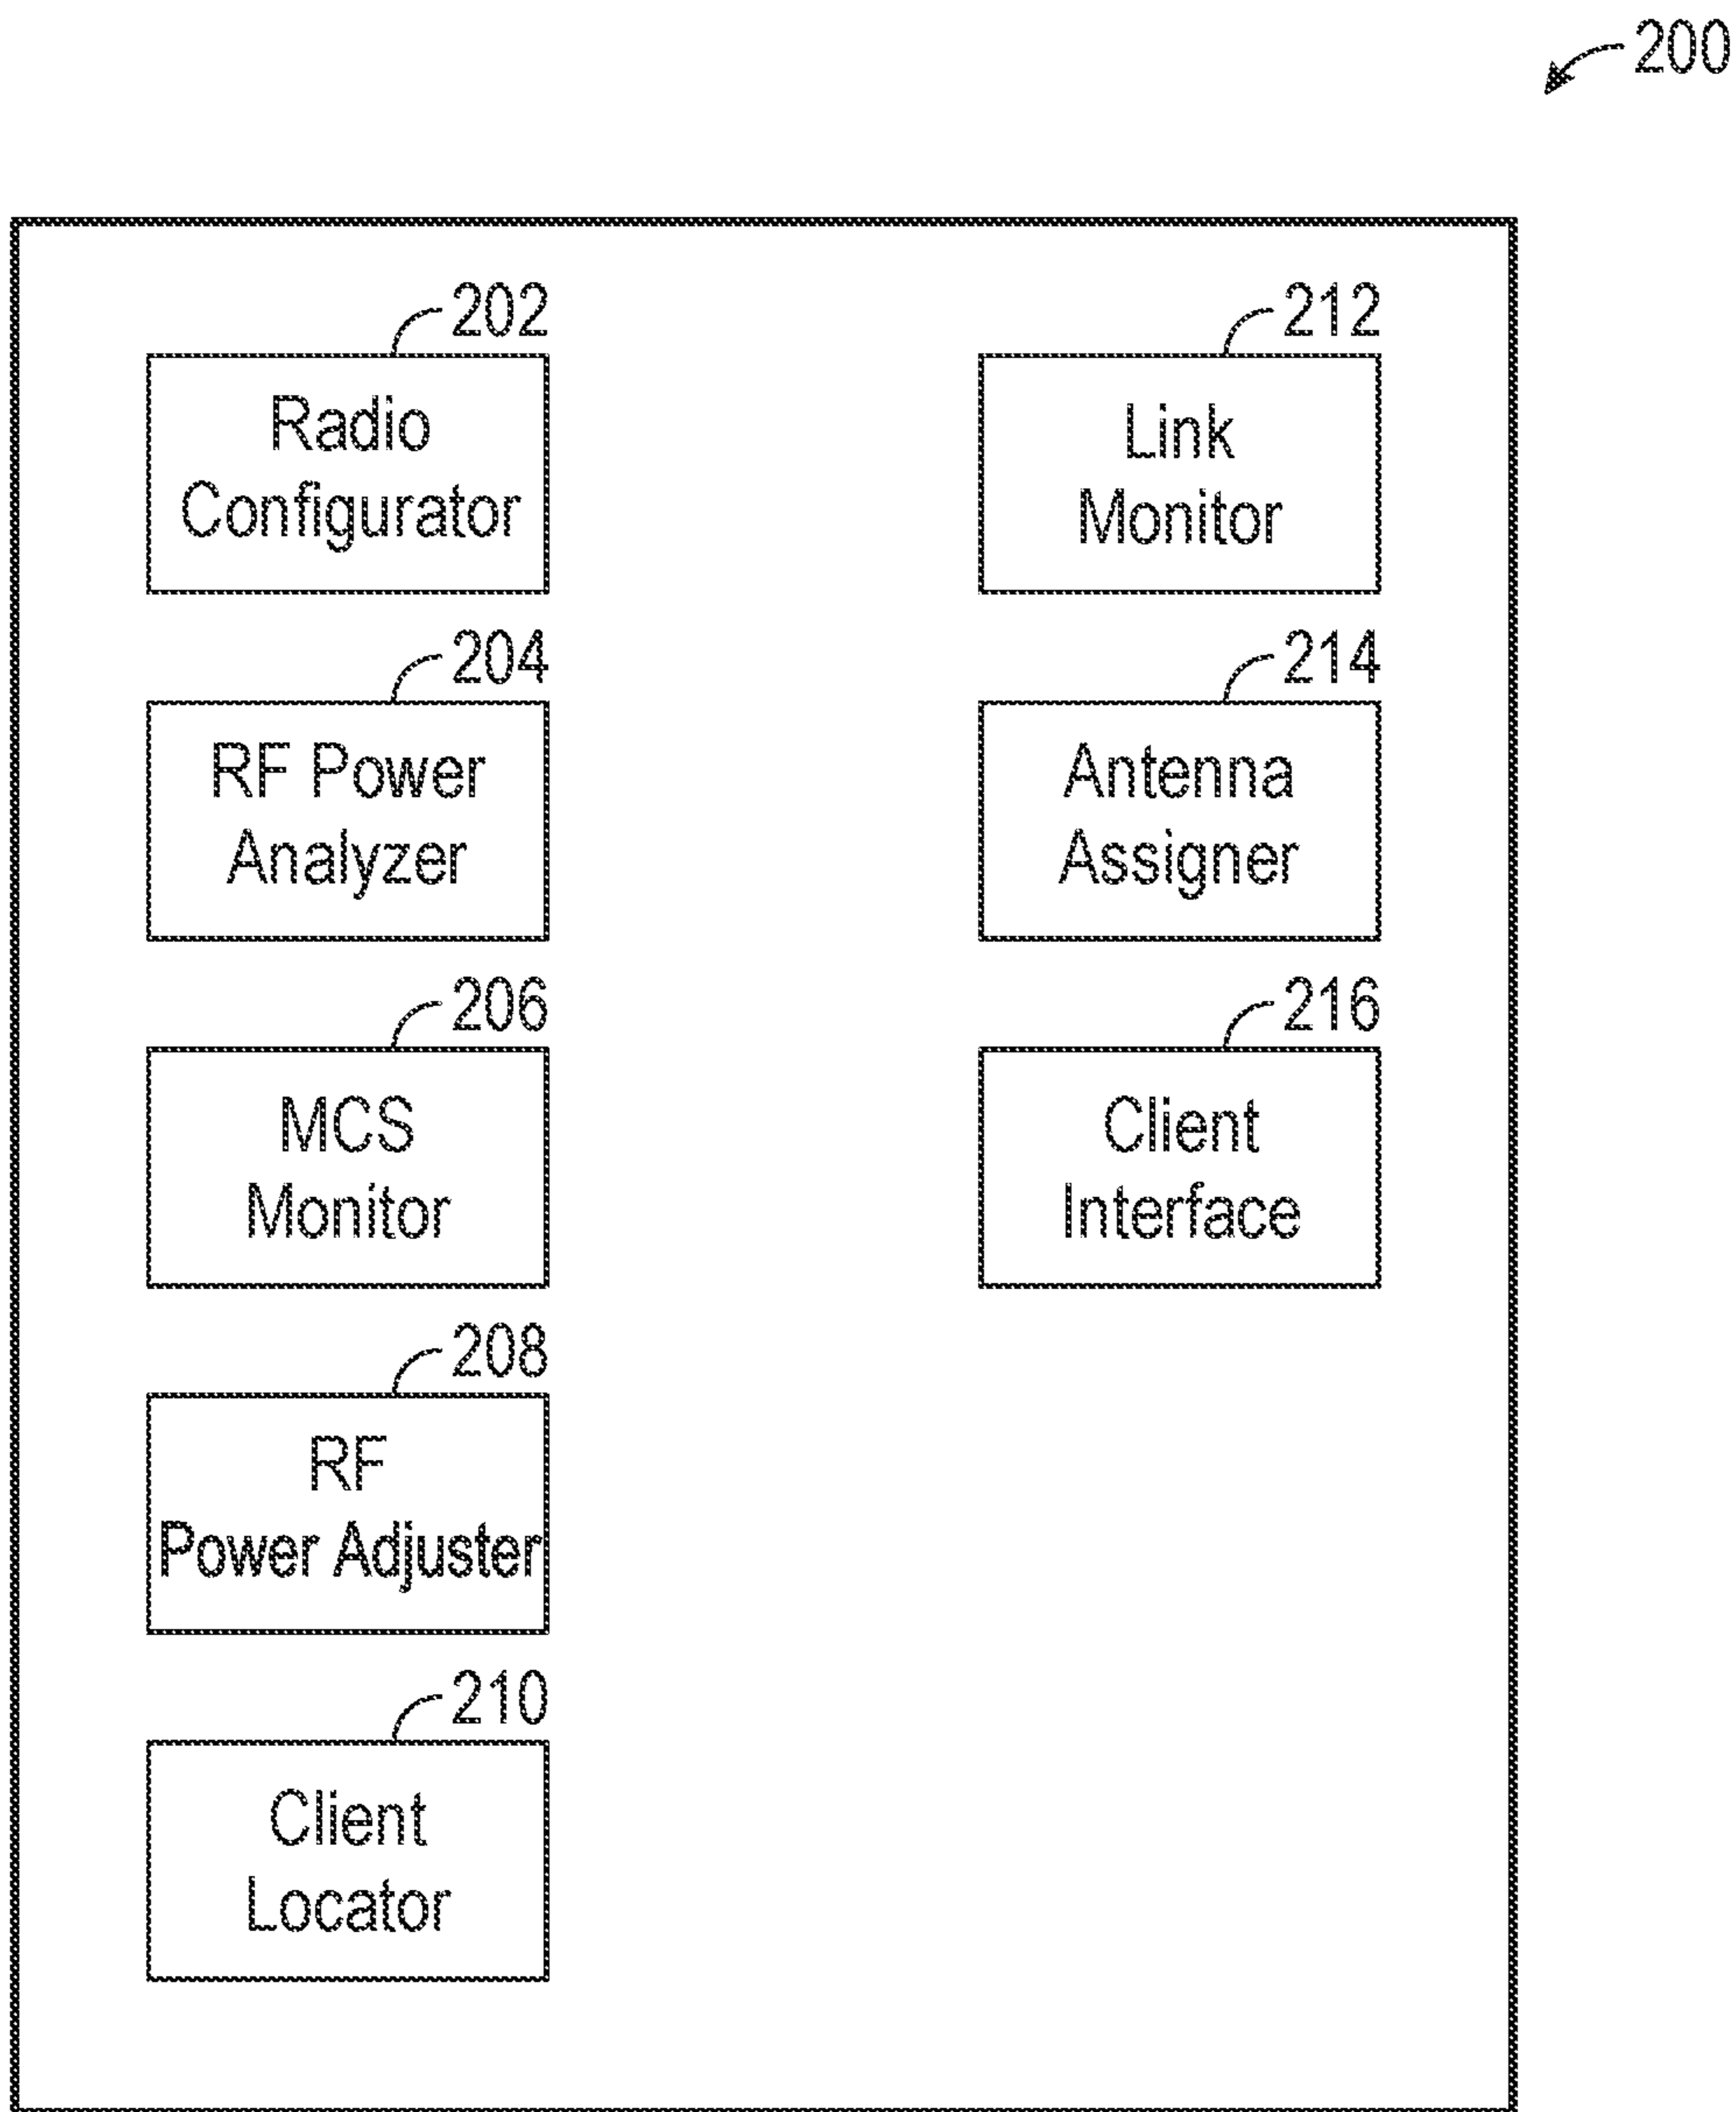 200
202
Radio
Configurator
204
RF Power
Analyzer
206
MCS
Monitor
208
RF
Power Adjuster
210
Client
Locator
212
Link
Monitor
214
Antenna
Assigner
216
Client
Interface